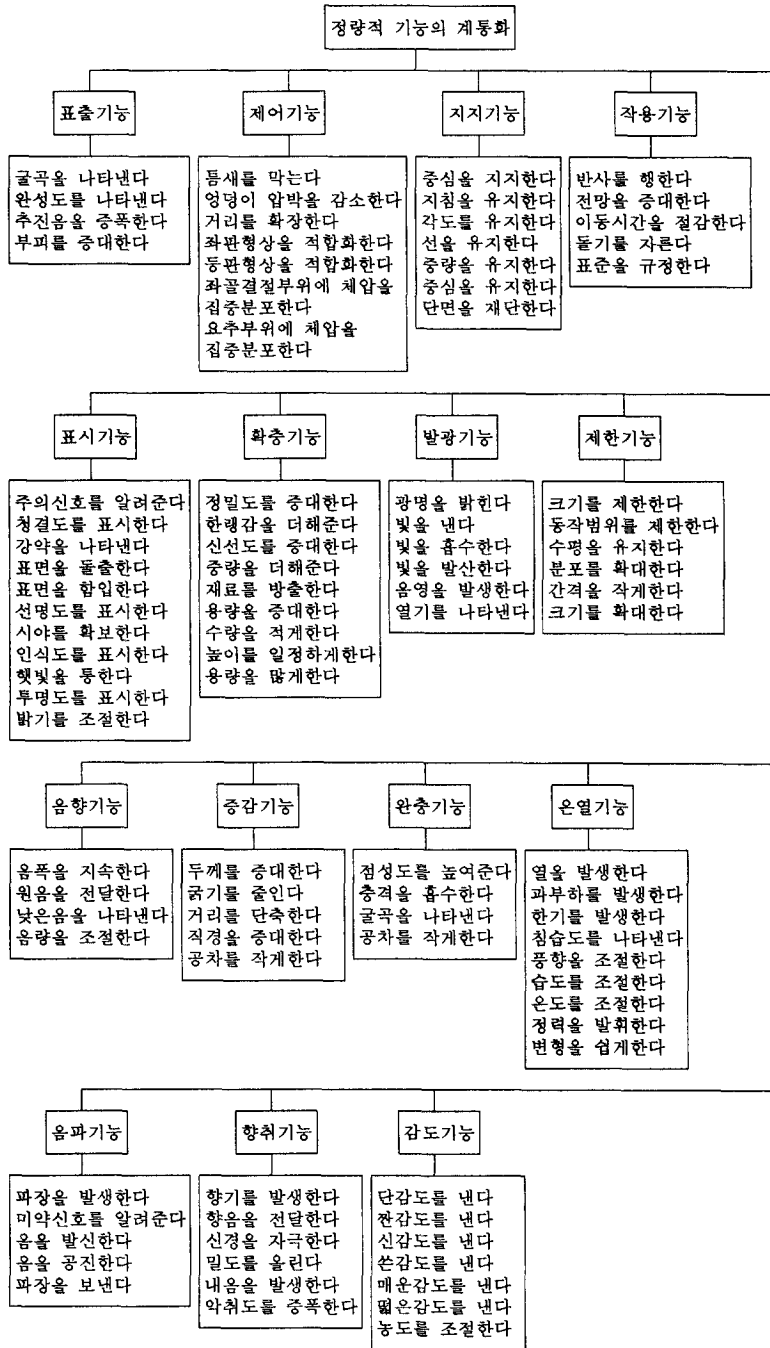 정량적 기능의 계통화
표출기능
굴곡을 나타낸다
완성도를 나타낸다
추진음을 증폭한다
부피를 증대한다
제어기능
틈새를 막는다
엉덩이 압박을 감소한다
거리를 확장한다
좌판형상을 적합화한다
등판형상을 적합화한다
좌골결절부위에 체압을
집중분포한다
요추부위에 체압을
집중분포한다
지지기능
중심을 지지한다
지침을 유지한다
각도를 유지한다
선을 유지한다
중량을 유지한다
중심을 유지한다
단면을 재단한다
작용기능
반사를 행한다
전망을 증대한다
이동시간을 절감한다
돌기를 자른다
표준을 규정한다
표시기능
주의신호를 알려준다
청결도를 표시한다
강약을 나타낸다
표면을 돌출한다
표면을 함입한다
선명도를 표시한다
시야를 확보한다
인식도를 표시한다
햇빛을 통한다
투명도를 표시한다
밝기를 조절한다
확충기능
정밀도를 증대한다
한랭감을 더해준다
신선도를 증대한다
중량을 더해준다
재료를 방출한다
용량을 증대한다
수량을 적게한다
높이를 일정하게한다
용량을 많게한다
발광기능
광명을 밝힌다
빛을 낸다
빛을 흡수한다
빛을 발산한다
음영을 발생한다
열기를 나타낸다
제한기능
크기를 제한한다
동작범위를 제한한다
수평을 유지한다
분포를 확대한다
간격을 작게한다
크기를 확대한다
음향기능
음폭을 지속한다
원음을 전달한다
낮은음을 나타낸다
음량을 조절한다
증감기능
두께를 증대한다
굵기를 줄인다
거리를 단축한다
직경을 증대한다
공차를 작게한다
완충기능
점성도를 높여준다
충격을 흡수한다
굴곡을 나타낸다
공차를 작게한다
온열기능
열을 발생한다
과부하를 발생한다
한기를 발생한다
침습도를 나타낸다
풍향을 조절한다
습도를 조절한다
온도를 조절한다
정력을 발휘한다
변형을 쉽게한다
음파기능
파장을 발생한다
미약신호를 알려준다
음을 발신한다
음을 공진한다
파장을 보낸다
향취기능
향기를 발생한다
향음을 전달한다
신경을 자극한다
밀도를 올린다
내음을 발생한다
악취도를 증폭한다
감도기능
단감도를 낸다
짠감도를 낸다
신감도를 낸다
쓴감도를 낸다
매운감도를 낸다
떫은감도를 낸다
농도를 조절한다